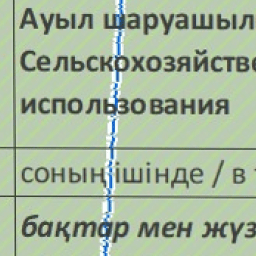 Ауыл шаруашыл
Сельскохозяйстве
использования
соның ішінде / в т
бақтар мен жүз